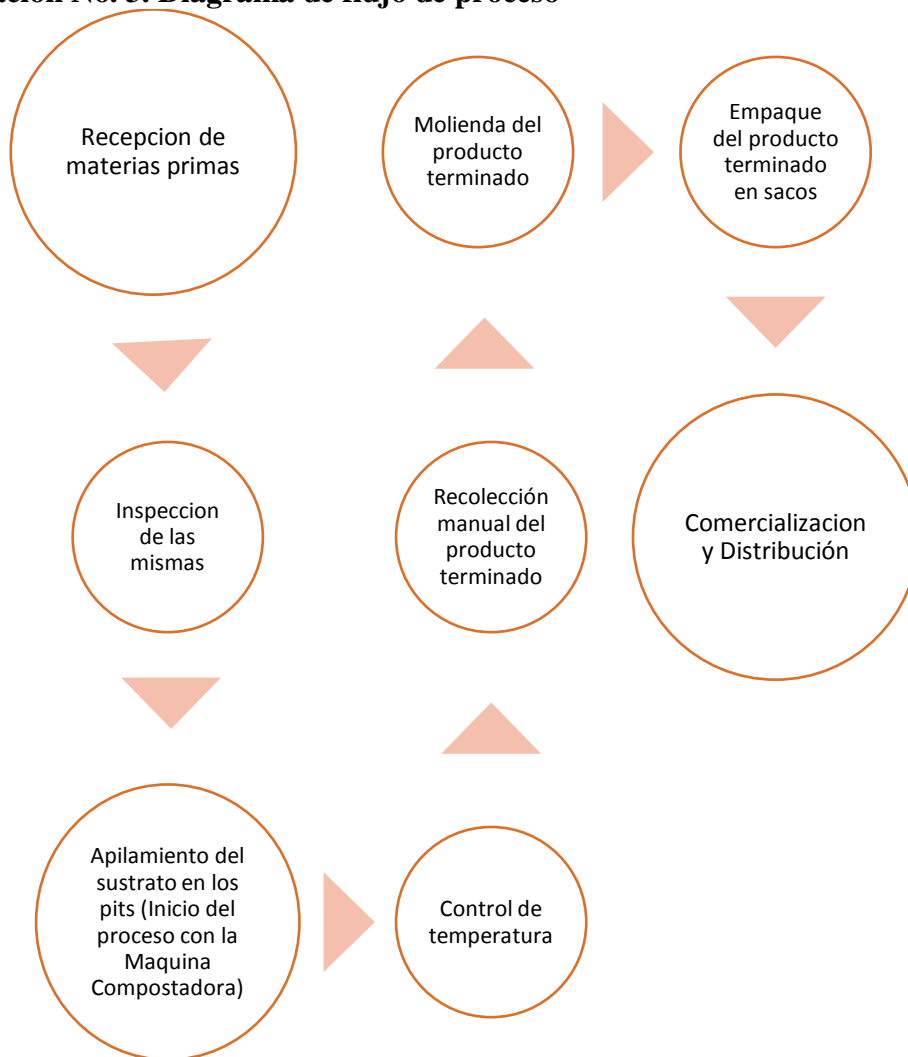 No. 3. Diagrama de flujo de proceso
Recepcion de
materias primas
Inspeccion
de las
mismas
Apilamiento del
sustrato en los
pits (Inicio del
proceso con la
Maquina
Compostadora)
Control de
temperatura
Recolección
manual del
producto
terminado
Molienda del
producto
terminado
Empaque
del producto
terminado
en sacos
Comercializacion
y Distribución